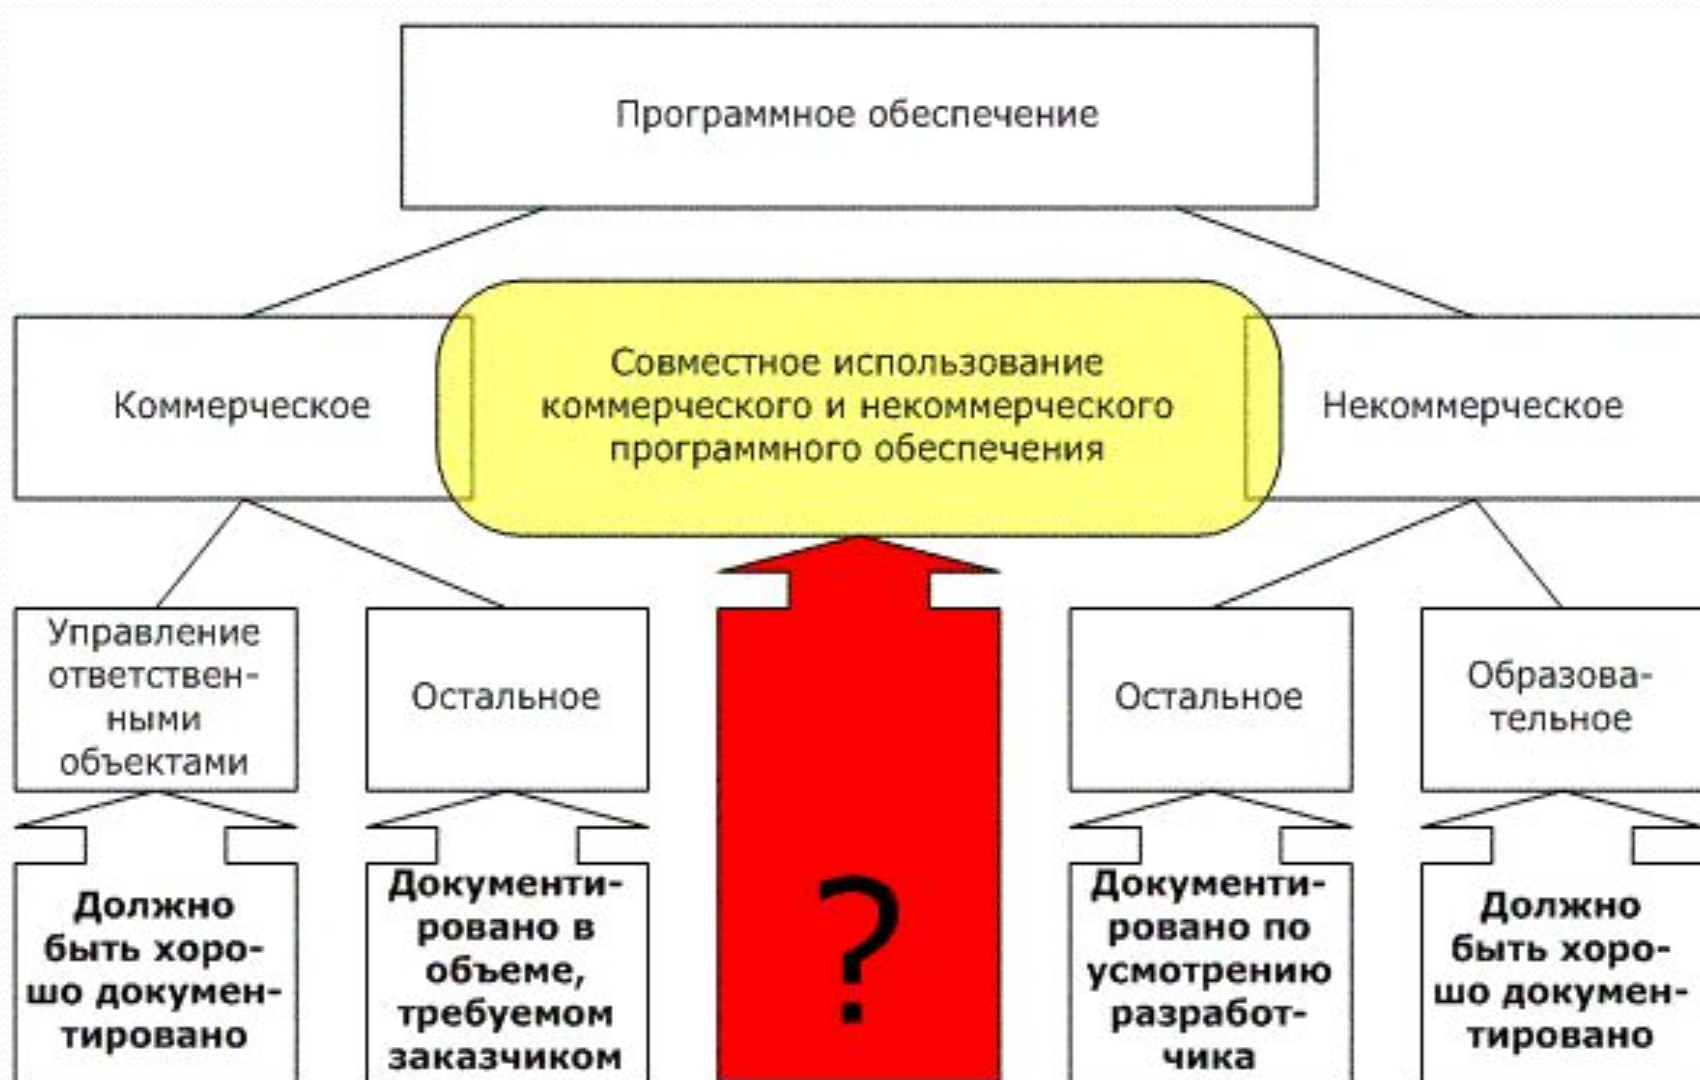 Программное обеспечение
Коммерческое
Совместное использование
коммерческого и некоммерческого
программного обеспечения
Некоммерческое
Управление
ответствен-
ными
объектами
Остальное
Остальное
Образова-
тельное
Должно
быть хоро-
шо докумен-
тировано
Документи-
ровано в
объеме,
требуемом
заказчиком
?
Документи-
ровано по
усмотрению
разработ-
чика
Должно
быть хоро-
шо докумен-
тировано